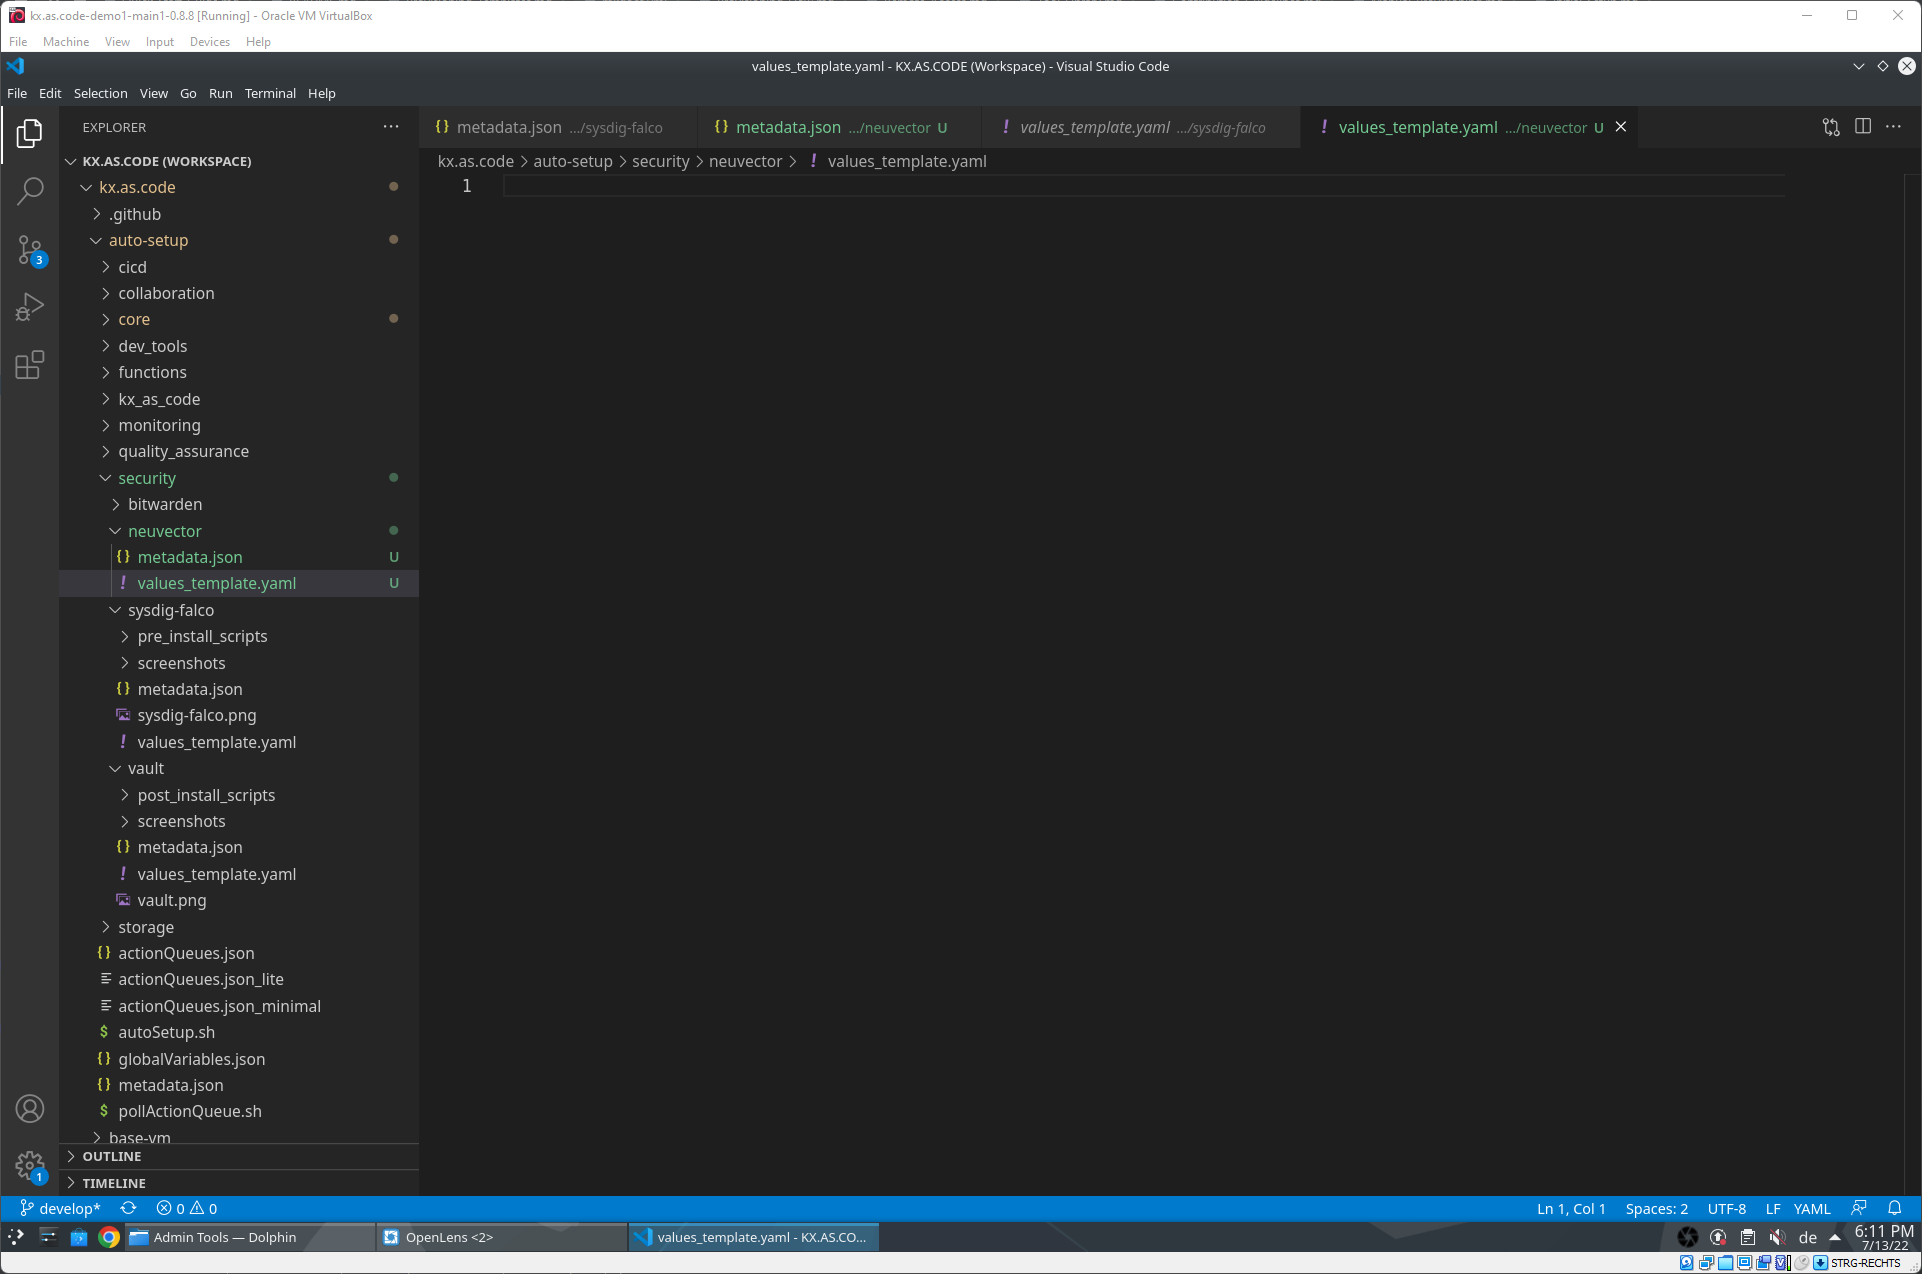 kx.as.code-demo1-main1-0.8.8 [Running] - Oracle VM VirtualBox
File Machine View Input Devices Help
values_template.yaml - KX.AS.CODE (Workspace) - Visual Studio Code
File Edit Selection View Go Run Terminal Help
EXPLORER
metadata.json .../sysdig-falco
metadata.json .../neuvector U
values_template.yaml .../sysdig-falco
values_template.yaml .../neuvector U
kx.as.code > auto-setup > security > neuvector > ! values_template.yaml
1
KX.AS.CODE (WORKSPACE)
kx.as.code
.github
auto-setup
cicd
collaboration
core
dev_tools
functions
kx_as_code
monitoring
quality_assurance
security
bitwarden
neuvector
metadata.json U
values_template.yaml U
sysdig-falco
pre_install_scripts
screenshots
metadata.json
sysdig-falco.png
values_template.yaml
vault
post_install_scripts
screenshots
metadata.json
values_template.yaml
vault.png
storage
actionQueues.json
actionQueues.json_lite
actionQueues.json_minimal
autoSetup.sh
globalVariables.json
metadata.json
pollActionQueue.sh
base-vm
OUTLINE
TIMELINE
3
1
develop* 0 0 Ln 1, Col 1 Spaces: 2 UTF-8 LF YAML
Admin Tools — Dolphin
OpenLens <2>
values_template.yaml - KX.AS.CO...
de
6:11 PM
7/13/22
STRG-RECHTS